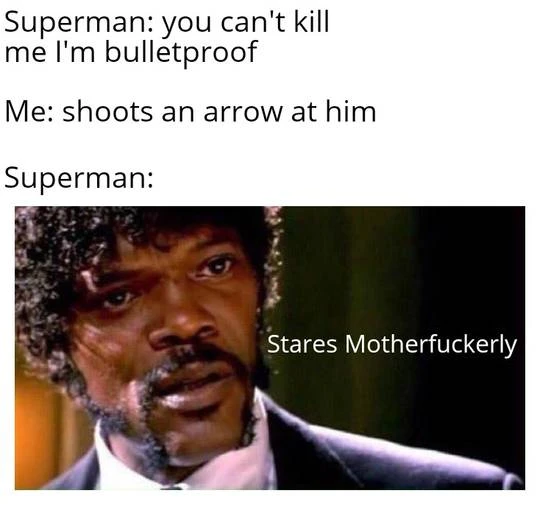 Superman: you can't kill
me I'm bulletproof
Me: shoots an arrow at him
Superman:
Stares Motherfuckerly